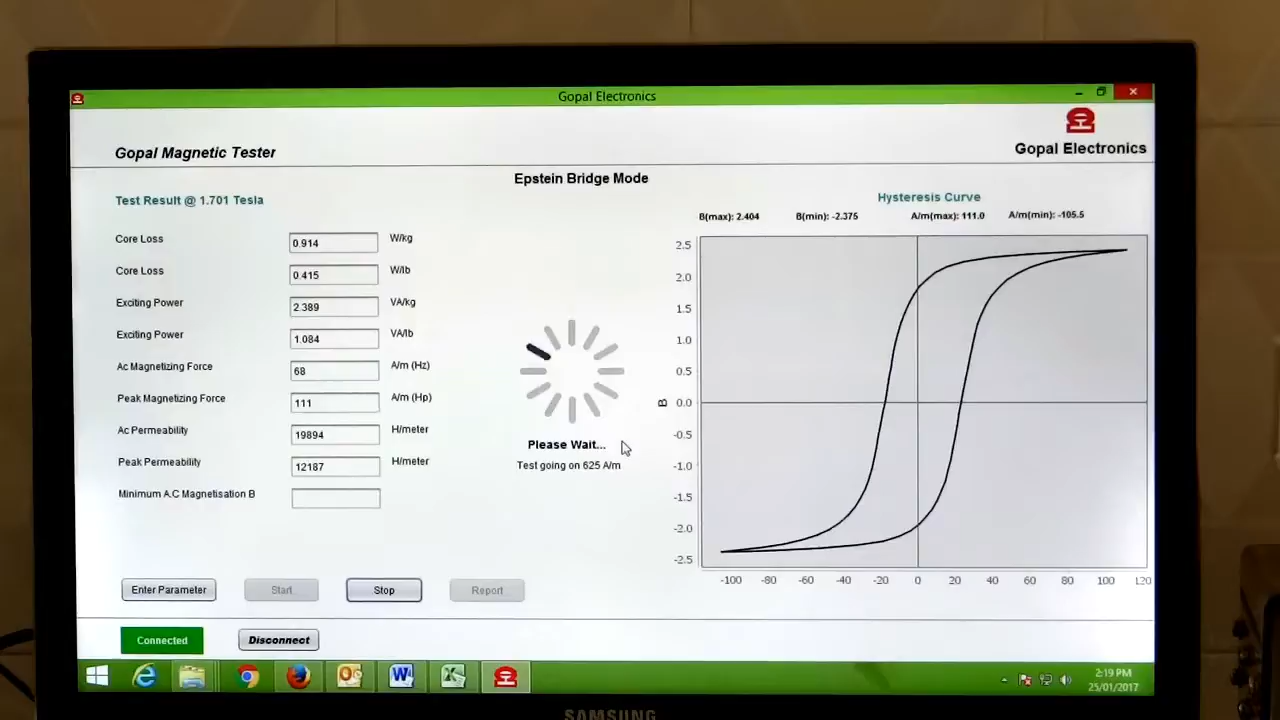 Gopal Electronics
Gopal Magnetic Tester
Gopal Electronics
Epstein Bridge Mode
Test Result @ 1.701 Tesla
Core Loss 0.914 W/kg
Core Loss 0.415 W/lb
Exciting Power 2.389 VA/kg
Exciting Power 1.084 VA/lb
Ac Magnetizing Force 68 A/m (Hz)
Peak Magnetizing Force 111 A/m (Hp)
Ac Permeability 19894 H/meter
Peak Permeability 12187 H/meter
Minimum A.C Magnetisation B
Please Wait...
Test going on 625 A/m
Hysteresis Curve
B(max): 2.404 B(min): -2.375 A/m(max): 111.0 A/m(min): -105.5
2.5
2.0
1.5
1.0
0.5
B 0.0
-0.5
-1.0
-1.5
-2.0
-2.5
-100 -80 -60 -40 -20 0 20 40 60 80 100 120
Enter Parameter Start Stop Report
Connected Disconnect
2:19 PM
25/01/2017
SAMSUNG